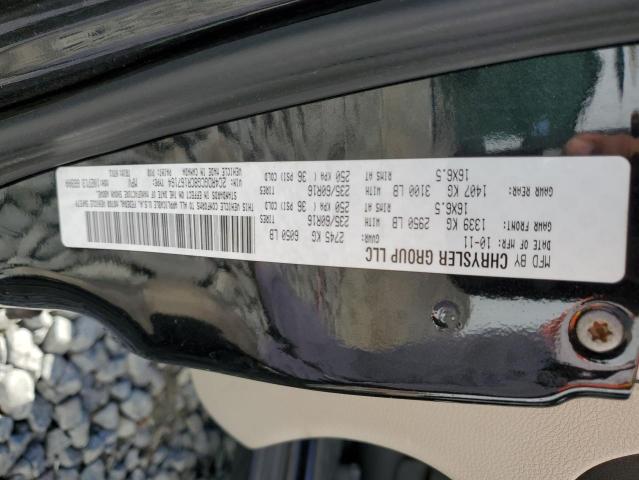 MFD BY CHRYSLER GROUP LLC
DATE OF MFR: 10-11 GVWR: 2745 KG 6050 LB
GAWR FRONT: 1339 KG 2950 LB WITH 235/60R16 TIRES
16X6.5 RIMS AT 250 KPA ( 36 PSI) COLD
GAWR REAR: 1407 KG 3100 LB WITH 235/60R16 TIRES
16X6.5 RIMS AT 250 KPA ( 36 PSI) COLD
THIS VEHICLE CONFORMS TO ALL APPLICABLE U.S.A. FEDERAL MOTOR VEHICLE SAFETY
STANDARDS IN EFFECT ON THE DATE OF MANUFACTURE SHOWN ABOVE.
VIN: TYPE: MPV
VEHICLE MADE IN CANADA